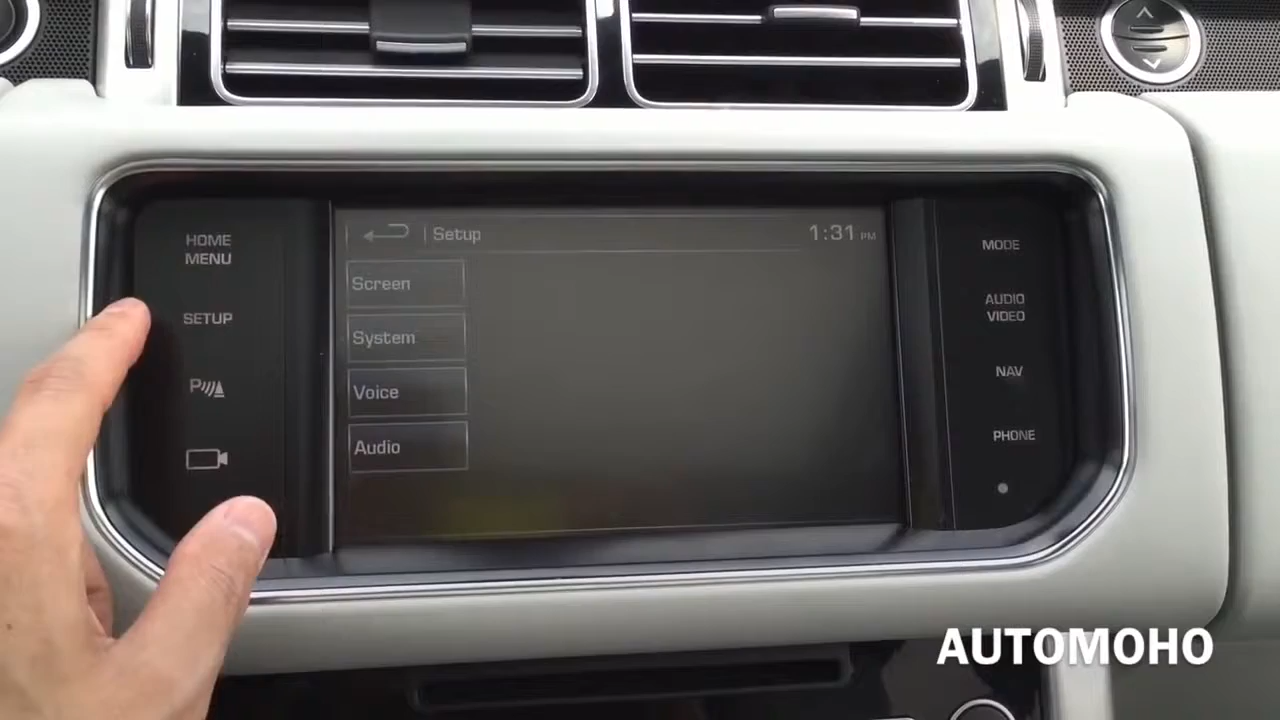 HOME
MENU
SETUP
P
Setup
1:31 PM
Screen
System
Voice
Audio
MODE
AUDIO
VIDEO
NAV
PHONE
AUTOMOHO